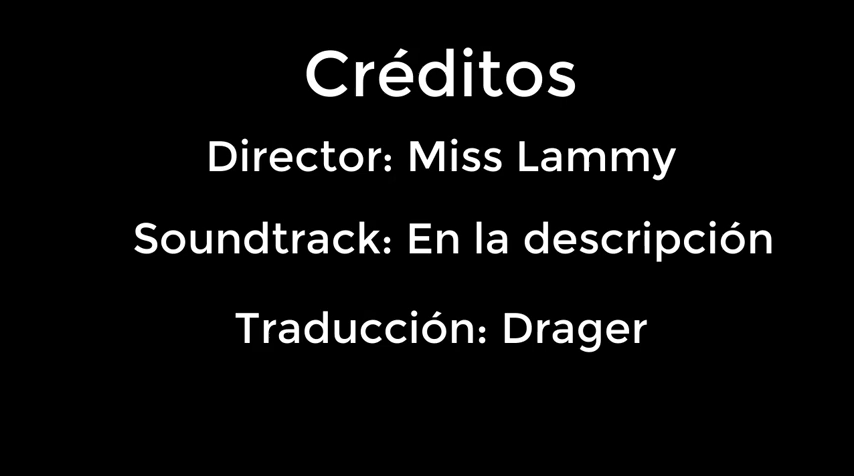 Créditos
Director: Miss Lammy
Soundtrack: En la descripción
Traducción: Drager